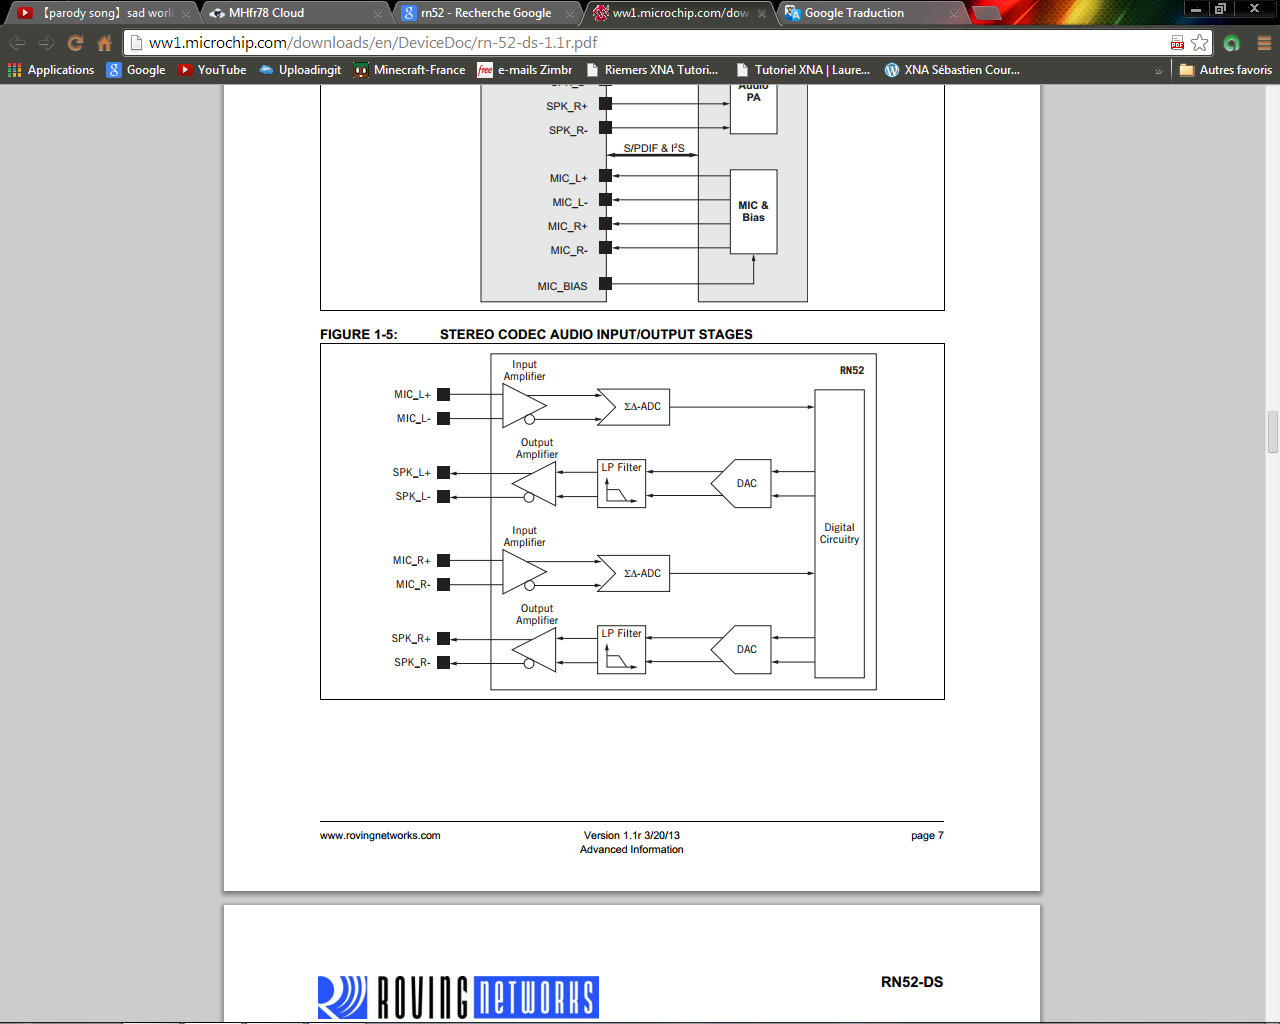 【parody song】sad worl
MHfr78 Cloud
rn52 - Recherche Google
ww1.microchip.com/dow
Google Traduction
ww1.microchip.com/downloads/en/DeviceDoc/rn-52-ds-1.1r.pdf
Applications
Google
YouTube
Uploadingit
Minecraft-France
free e-mails Zimbr
Riemers XNA Tutori...
Tutoriel XNA | Laure...
XNA Sébastien Cour...
»
Autres favoris
Audio
PA
SPK_R+
SPK_R-
S/PDIF & I²S
MIC_L+
MIC_L-
MIC_R+
MIC_R-
MIC_BIAS
MIC &
Bias
FIGURE 1-5: STEREO CODEC AUDIO INPUT/OUTPUT STAGES
RN52
Input
Amplifier
MIC_L+
MIC_L-
ΣΔ-ADC
Output
Amplifier
SPK_L+
SPK_L-
LP Filter
DAC
Digital
Circuitry
Input
Amplifier
MIC_R+
MIC_R-
ΣΔ-ADC
Output
Amplifier
SPK_R+
SPK_R-
LP Filter
DAC
www.rovingnetworks.com Version 1.1r 3/20/13 page 7
Advanced Information
ROVING NETWORKS
RN52-DS